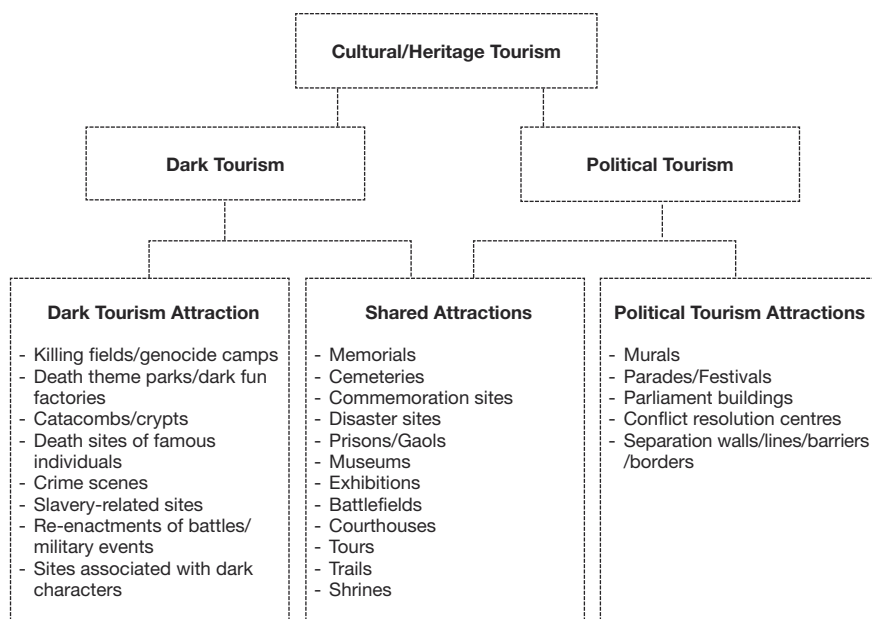 Cultural/Heritage Tourism
Dark Tourism
Political Tourism
Dark Tourism Attraction
- Killing fields/genocide camps
- Death theme parks/dark fun
factories
- Catacombs/crypts
- Death sites of famous
individuals
- Crime scenes
- Slavery-related sites
- Re-enactments of battles/
military events
- Sites associated with dark
characters
Shared Attractions
- Memorials
- Cemeteries
- Commemoration sites
- Disaster sites
- Prisons/Gaols
- Museums
- Exhibitions
- Battlefields
- Courthouses
- Tours
- Trails
- Shrines
Political Tourism Attractions
- Murals
- Parades/Festivals
- Parliament buildings
- Conflict resolution centres
- Separation walls/lines/barriers
/borders